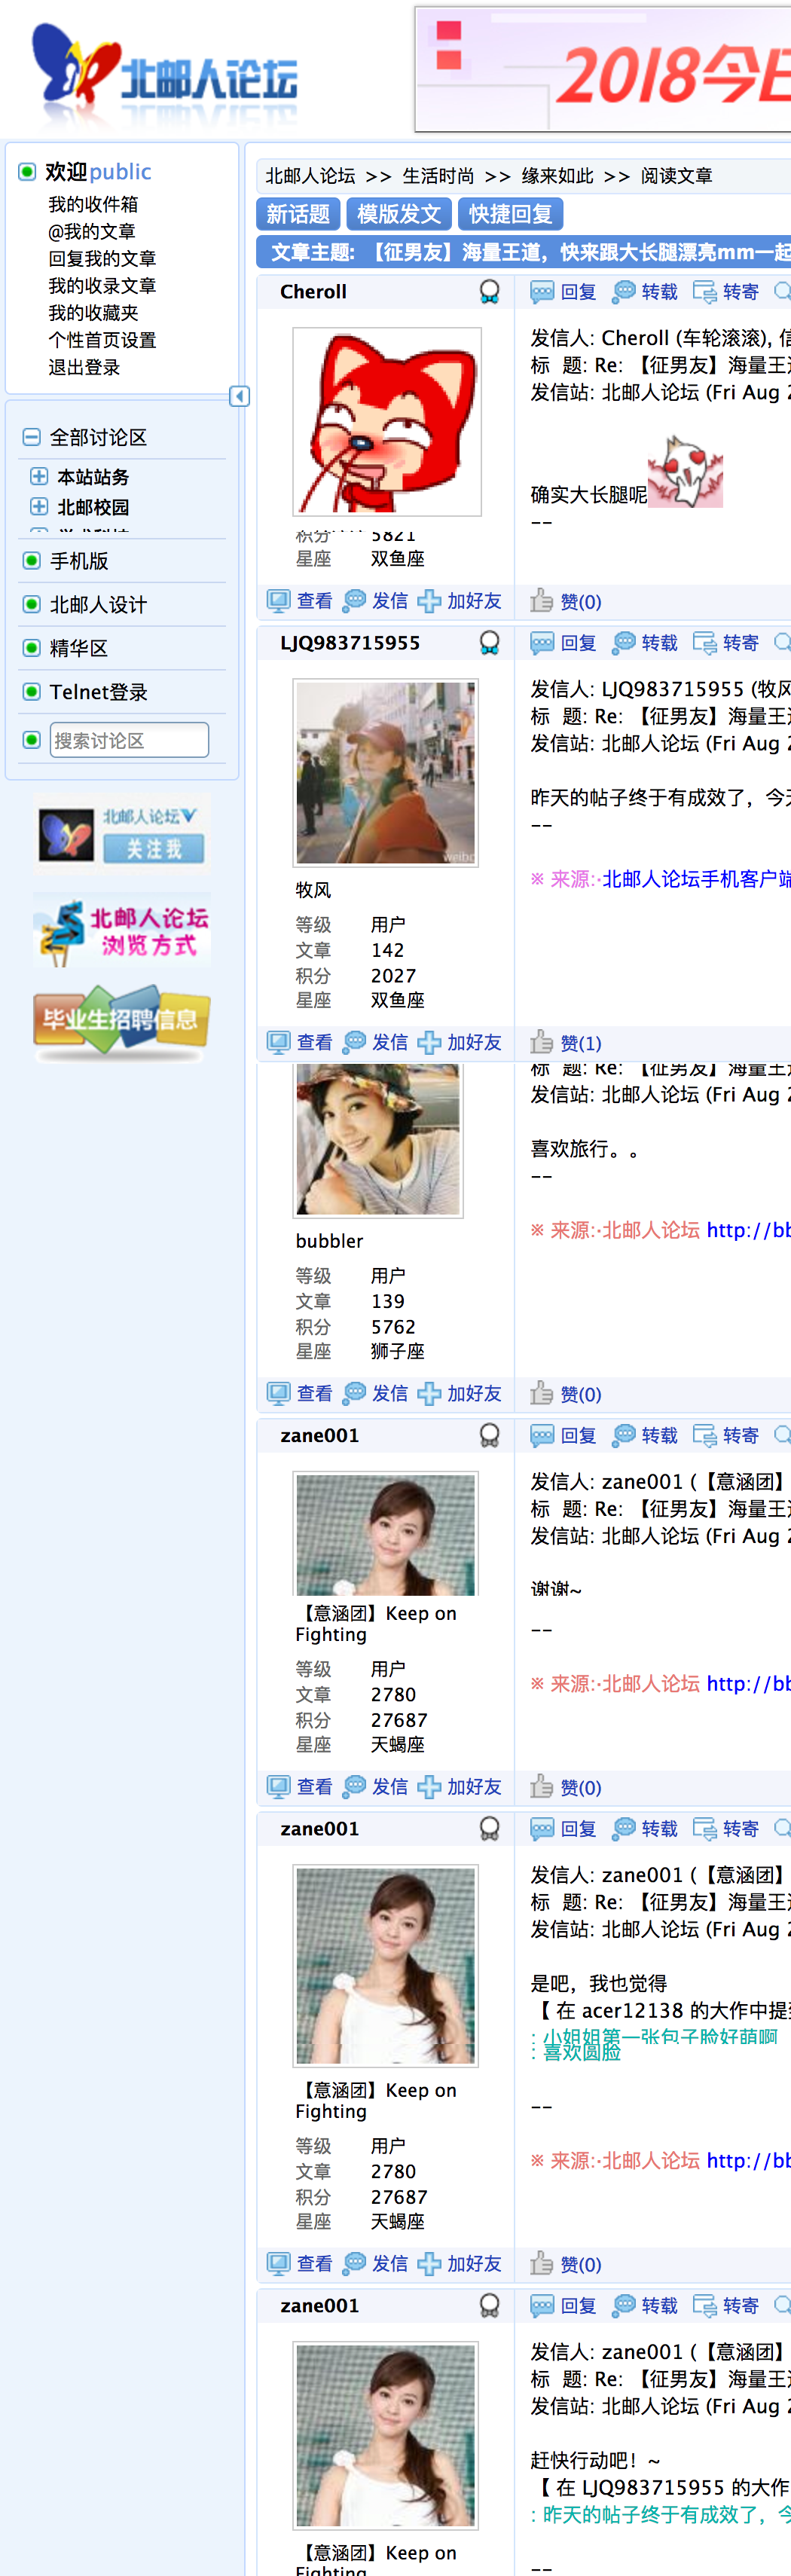 北邮人论坛
2018今日
欢迎public
我的收件箱
@我的文章
回复我的文章
我的收录文章
我的收藏夹
个性首页设置
退出登录
全部讨论区
本站站务
北邮校园
手机版
北邮人设计
精华区
Telnet登录
搜索讨论区
北邮人论坛
关注我
北邮人论坛
浏览方式
毕业生招聘信息
北邮人论坛 >> 生活时尚 >> 缘来如此 >> 阅读文章
新话题 模版发文 快捷回复
文章主题: 【征男友】海量王道，快来跟大长腿漂亮mm一起
Cheroll
回复 转载 转寄
发信人: Cheroll (车轮滚滚), 信
标 题: Re: 【征男友】海量王道
发信站: 北邮人论坛 (Fri Aug 2
确实大长腿呢
--
积分 5821
星座 双鱼座
查看 发信 加好友 赞(0)
LJQ983715955
回复 转载 转寄
发信人: LJQ983715955 (牧风
标 题: Re: 【征男友】海量王道
发信站: 北邮人论坛 (Fri Aug 2
昨天的帖子终于有成效了，今天
--
※ 来源:·北邮人论坛手机客户端
weibo
牧风
等级 用户
文章 142
积分 2027
星座 双鱼座
查看 发信 加好友 赞(1)
标 题: Re: 【征男友】海量王道
发信站: 北邮人论坛 (Fri Aug 2
喜欢旅行。。
--
※ 来源:·北邮人论坛 http://bb
bubbler
等级 用户
文章 139
积分 5762
星座 狮子座
查看 发信 加好友 赞(0)
zane001
回复 转载 转寄
发信人: zane001 (【意涵团】
标 题: Re: 【征男友】海量王道
发信站: 北邮人论坛 (Fri Aug 2
谢谢~
--
※ 来源:·北邮人论坛 http://bb
【意涵团】Keep on
Fighting
等级 用户
文章 2780
积分 27687
星座 天蝎座
查看 发信 加好友 赞(0)
zane001
回复 转载 转寄
发信人: zane001 (【意涵团】
标 题: Re: 【征男友】海量王道
发信站: 北邮人论坛 (Fri Aug 2
是吧，我也觉得
【 在 acer12138 的大作中提到
: 小姐姐第一张包子脸好萌啊
: 喜欢圆脸
--
※ 来源:·北邮人论坛 http://bb
【意涵团】Keep on
Fighting
等级 用户
文章 2780
积分 27687
星座 天蝎座
查看 发信 加好友 赞(0)
zane001
回复 转载 转寄
发信人: zane001 (【意涵团】
标 题: Re: 【征男友】海量王道
发信站: 北邮人论坛 (Fri Aug 2
赶快行动吧！~
【 在 LJQ983715955 的大作
: 昨天的帖子终于有成效了，今
--
【意涵团】Keep on
Fighting